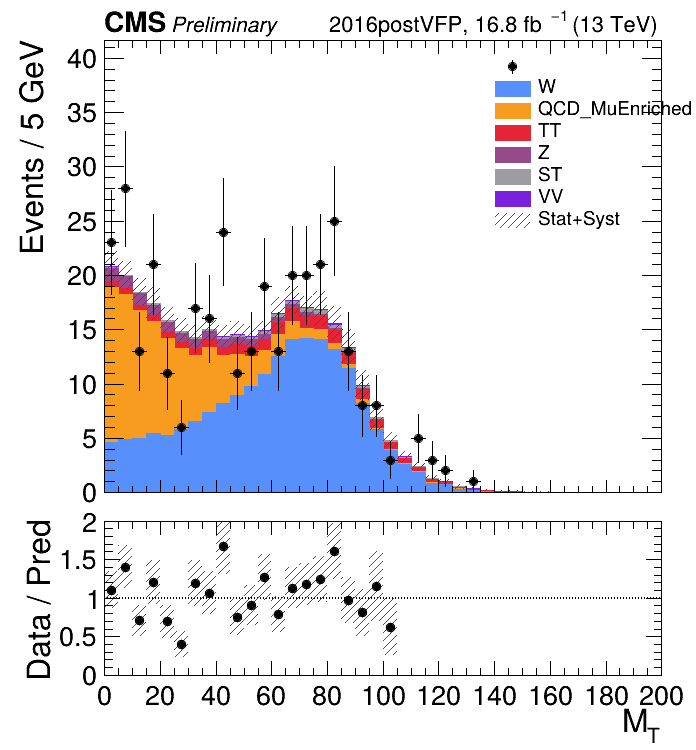 CMS Preliminary 2016postVFP, 16.8 fb⁻¹ (13 TeV)
Events / 5 GeV
40
35
30
25
20
15
10
5
0
W
QCD_MuEnriched
TT
Z
ST
VV
Stat+Syst
Data / Pred
2
1.5
1
0.5
0
0 20 40 60 80 100 120 140 160 180 200
M_T